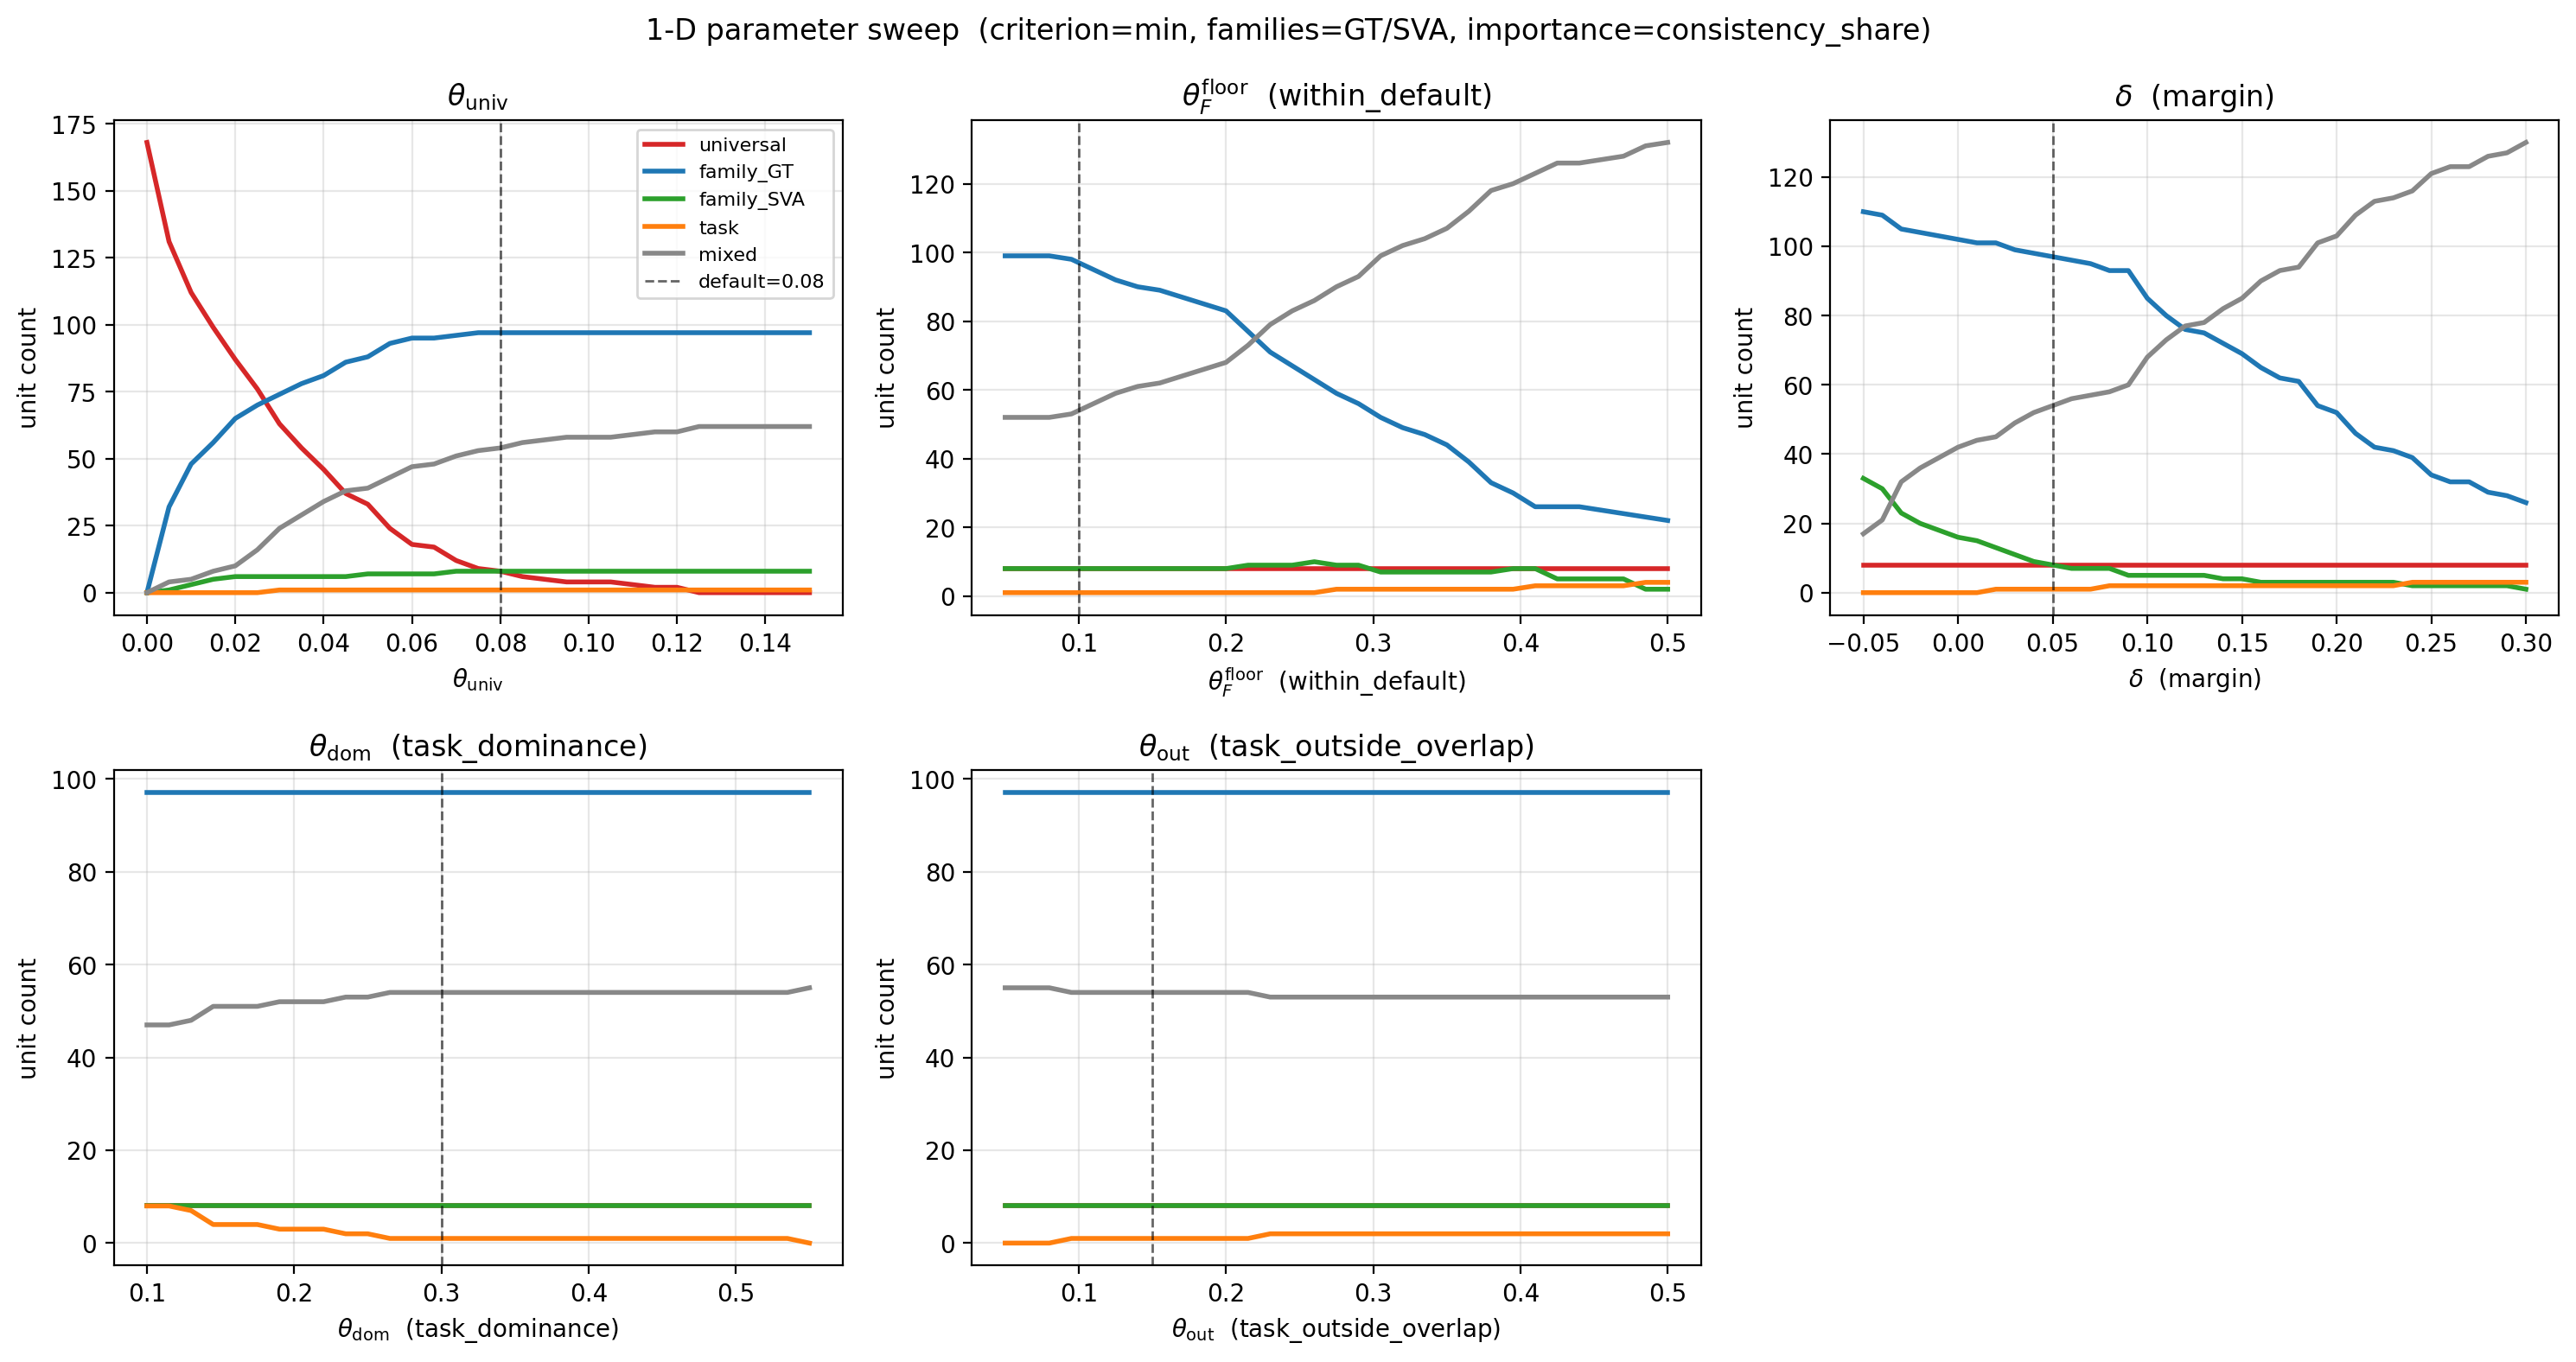 1-D parameter sweep (criterion=min, families=GT/SVA, importance=consistency_share)
θuniv
175
150
125
100
75
50
25
0
unit count
universal
family_GT
family_SVA
task
mixed
default=0.08
0.00 0.02 0.04 0.06 0.08 0.10 0.12 0.14
θuniv
θF^floor (within_default)
120
100
80
60
40
20
0
unit count
0.1 0.2 0.3 0.4 0.5
θF^floor (within_default)
δ (margin)
120
100
80
60
40
20
0
unit count
−0.05 0.00 0.05 0.10 0.15 0.20 0.25 0.30
δ (margin)
θdom (task_dominance)
100
80
60
40
20
0
unit count
0.1 0.2 0.3 0.4 0.5
θdom (task_dominance)
θout (task_outside_overlap)
100
80
60
40
20
0
unit count
0.1 0.2 0.3 0.4 0.5
θout (task_outside_overlap)